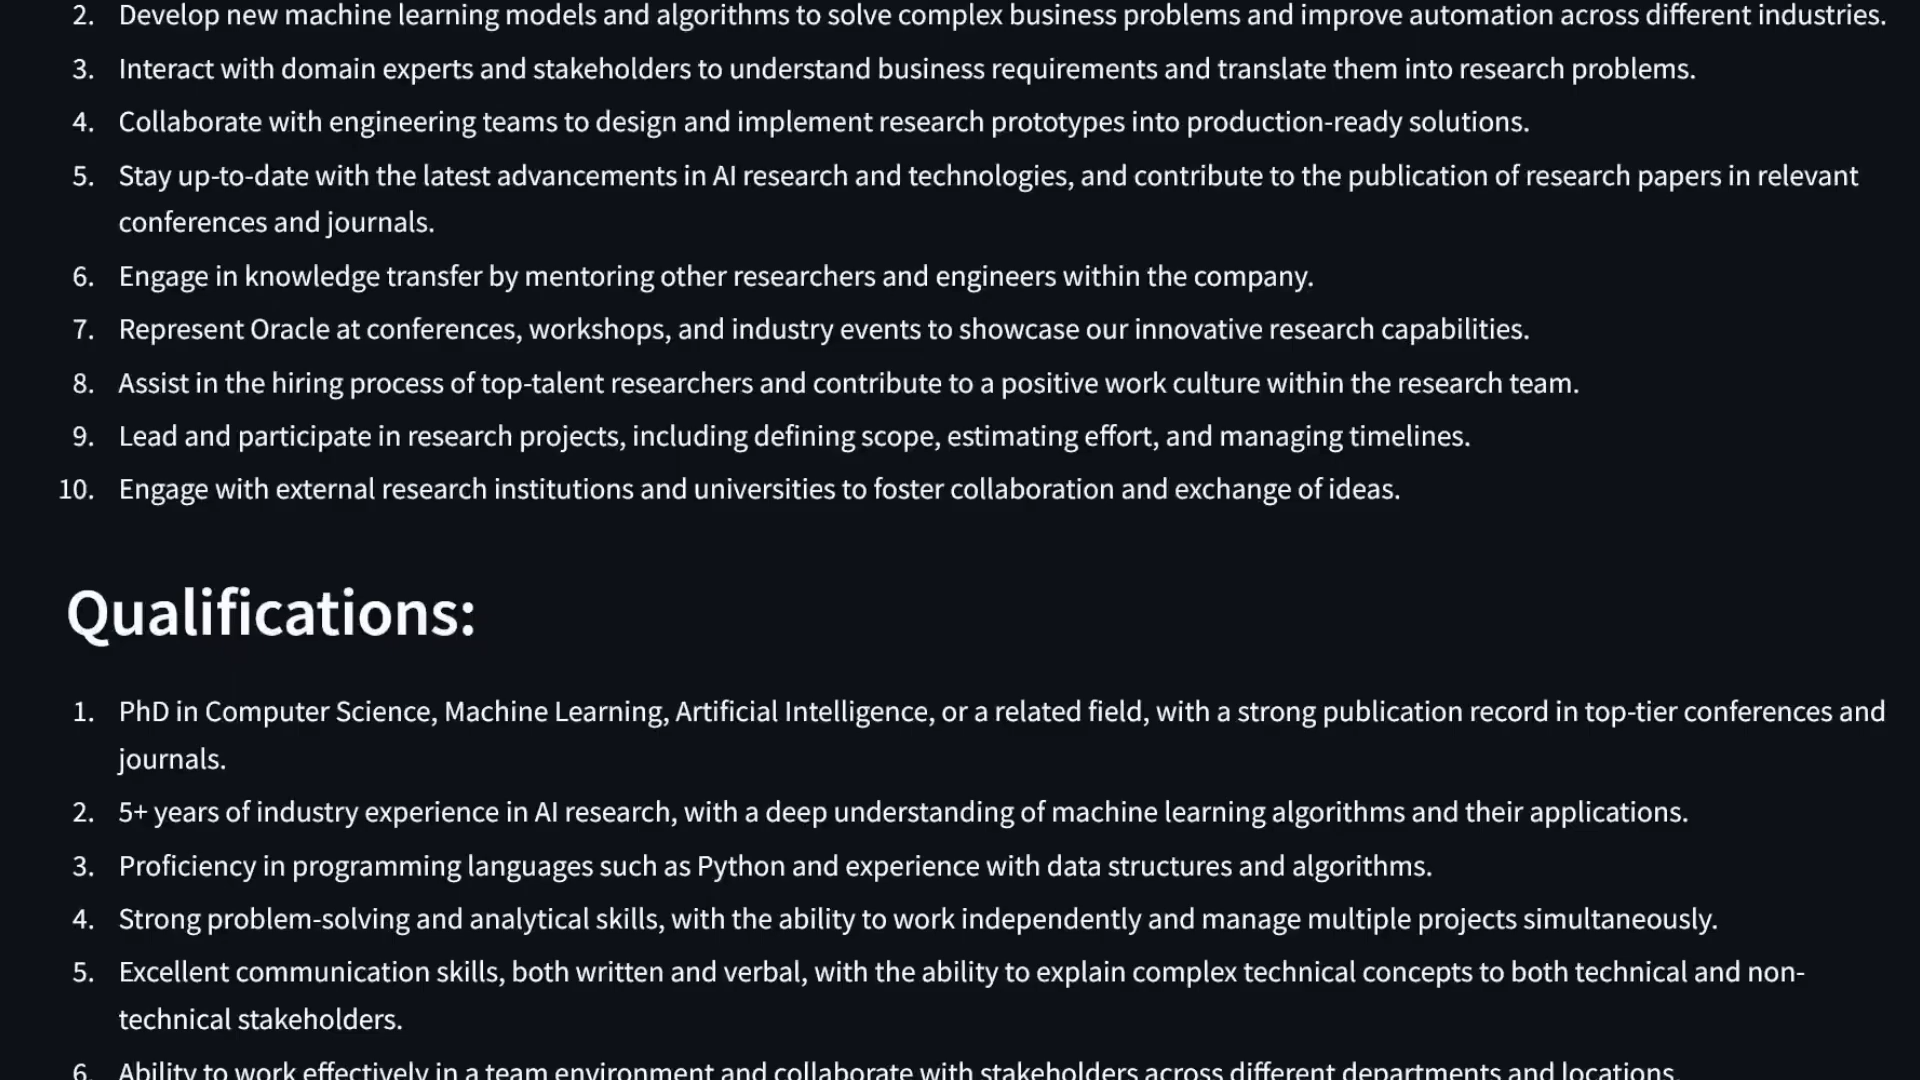 2. Develop new machine learning models and algorithms to solve complex business problems and improve automation across different industries.
3. Interact with domain experts and stakeholders to understand business requirements and translate them into research problems.
4. Collaborate with engineering teams to design and implement research prototypes into production-ready solutions.
5. Stay up-to-date with the latest advancements in AI research and technologies, and contribute to the publication of research papers in relevant
conferences and journals.
6. Engage in knowledge transfer by mentoring other researchers and engineers within the company.
7. Represent Oracle at conferences, workshops, and industry events to showcase our innovative research capabilities.
8. Assist in the hiring process of top-talent researchers and contribute to a positive work culture within the research team.
9. Lead and participate in research projects, including defining scope, estimating effort, and managing timelines.
10. Engage with external research institutions and universities to foster collaboration and exchange of ideas.
Qualifications:
1. PhD in Computer Science, Machine Learning, Artificial Intelligence, or a related field, with a strong publication record in top-tier conferences and
journals.
2. 5+ years of industry experience in AI research, with a deep understanding of machine learning algorithms and their applications.
3. Proficiency in programming languages such as Python and experience with data structures and algorithms.
4. Strong problem-solving and analytical skills, with the ability to work independently and manage multiple projects simultaneously.
5. Excellent communication skills, both written and verbal, with the ability to explain complex technical concepts to both technical and non-
technical stakeholders.
6. Ability to work effectively in a team environment and collaborate with stakeholders across different departments and locations